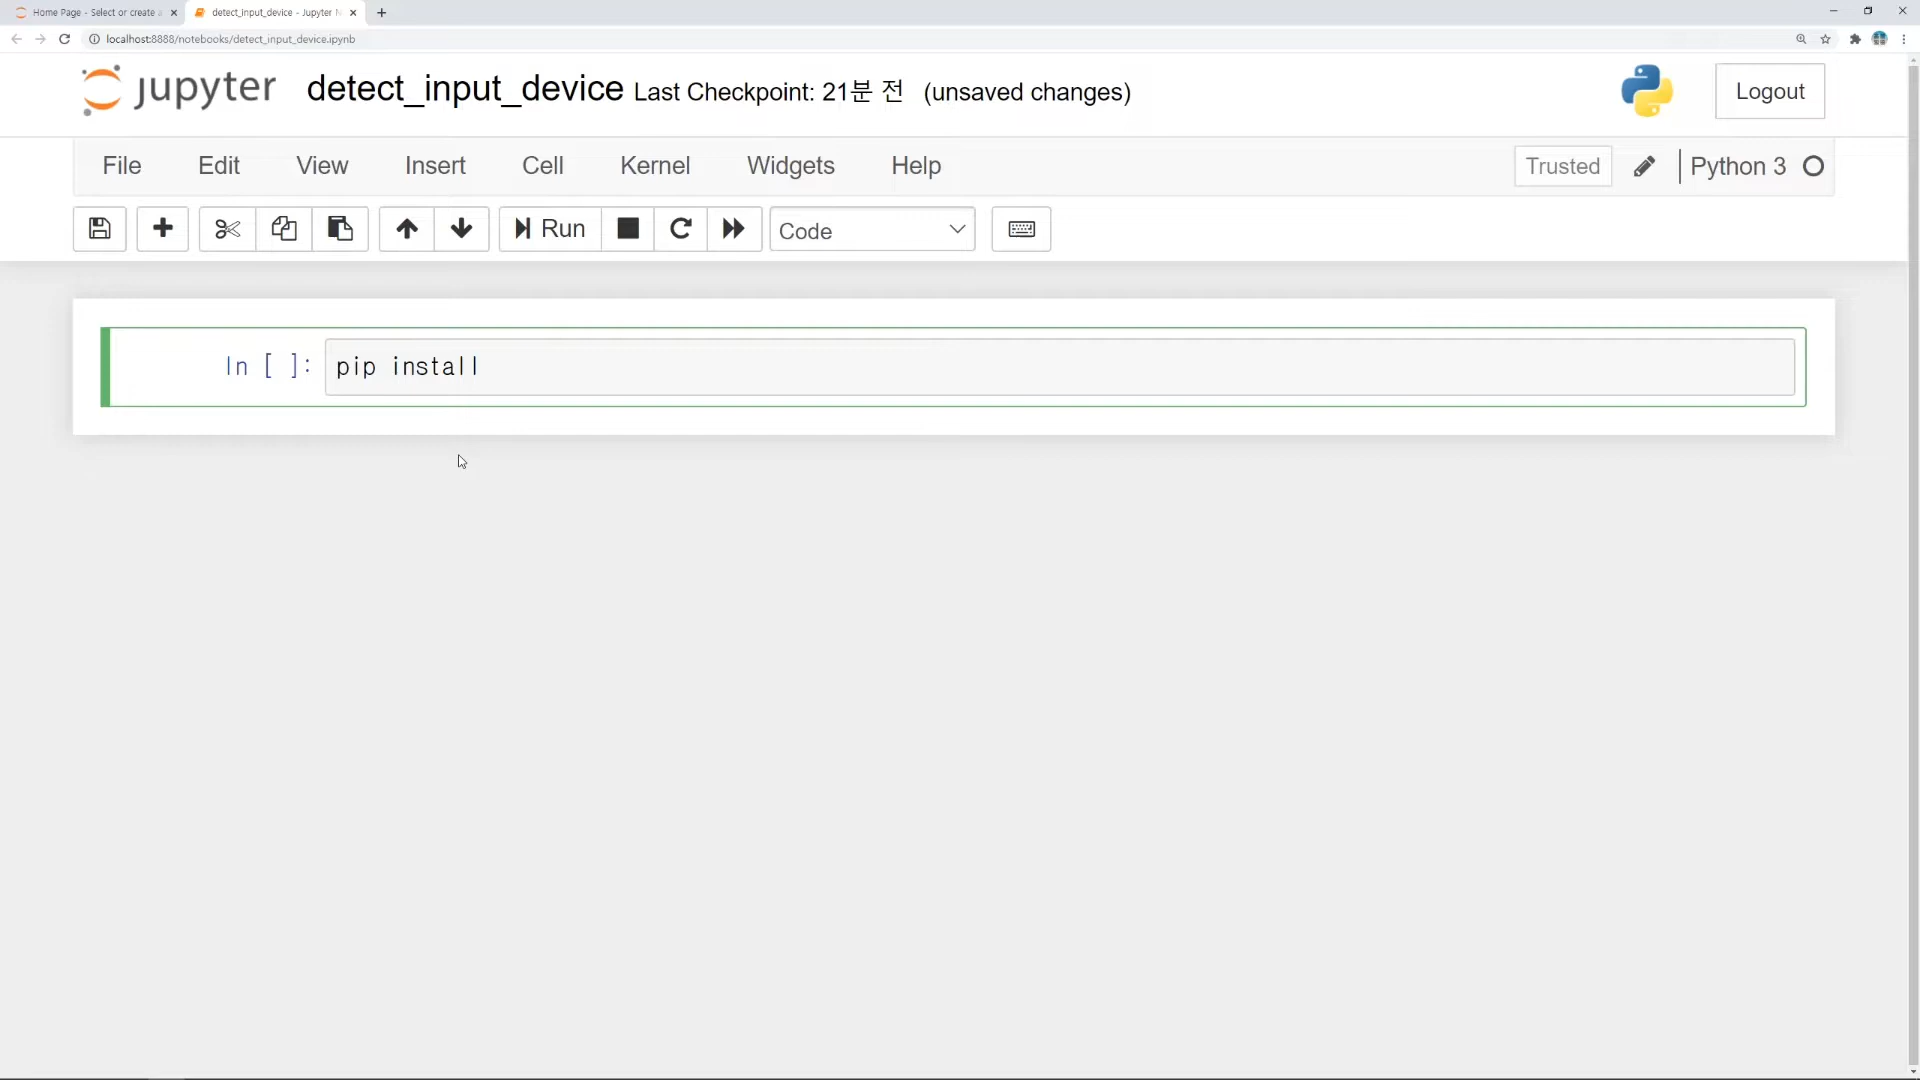 Home Page - Select or create a
detect_input_device - Jupyter N
localhost:8888/notebooks/detect_input_device.ipynb
jupyter detect_input_device Last Checkpoint: 21분 전 (unsaved changes)
Logout
File Edit View Insert Cell Kernel Widgets Help
Trusted Python 3
Run Code
In [ ]: pip install